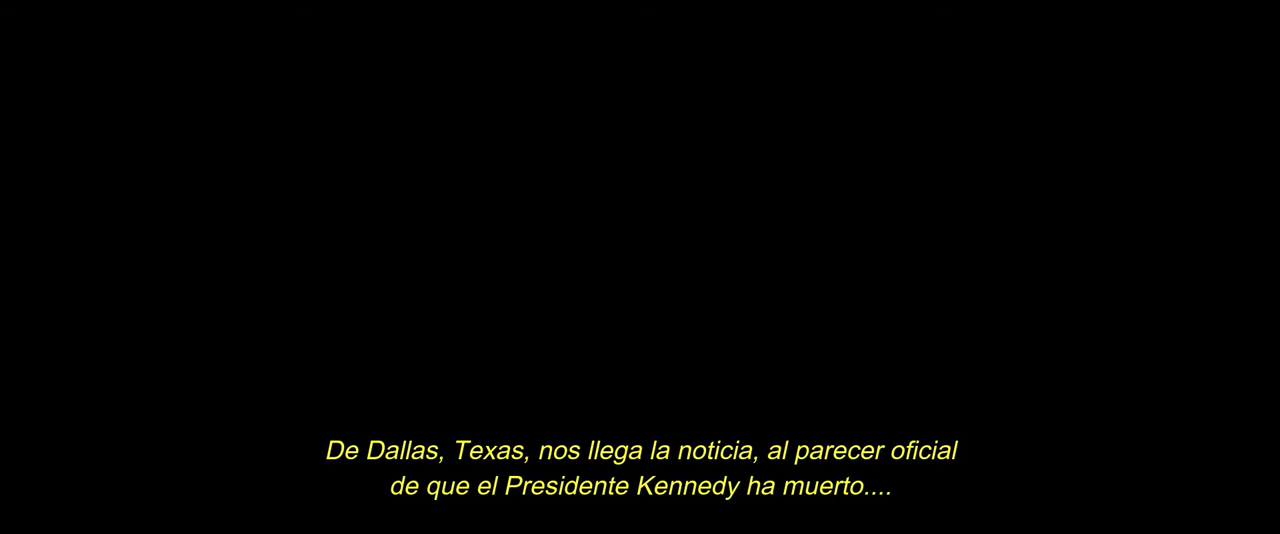 De Dallas, Texas, nos llega la noticia, al parecer oficial
de que el Presidente Kennedy ha muerto....